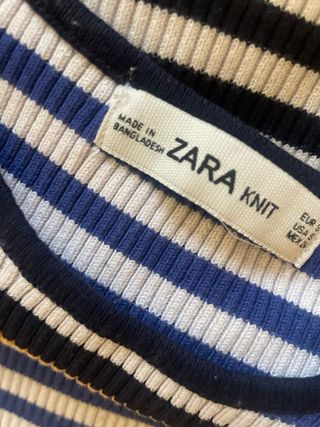 MADE IN
BANGLADESH
ZARA KNIT
EUR S
USA S
MEX